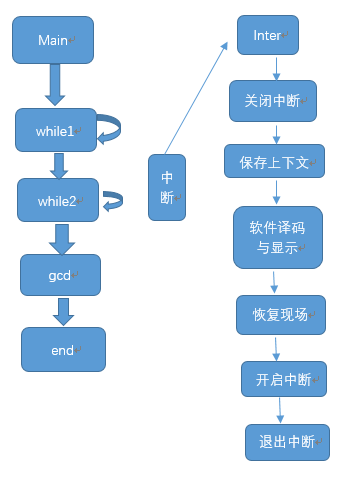 Main
while1
while2
gcd
end
中
断
Inter
关闭中断
保存上下文
软件译码
与显示
恢复现场
开启中断
退出中断